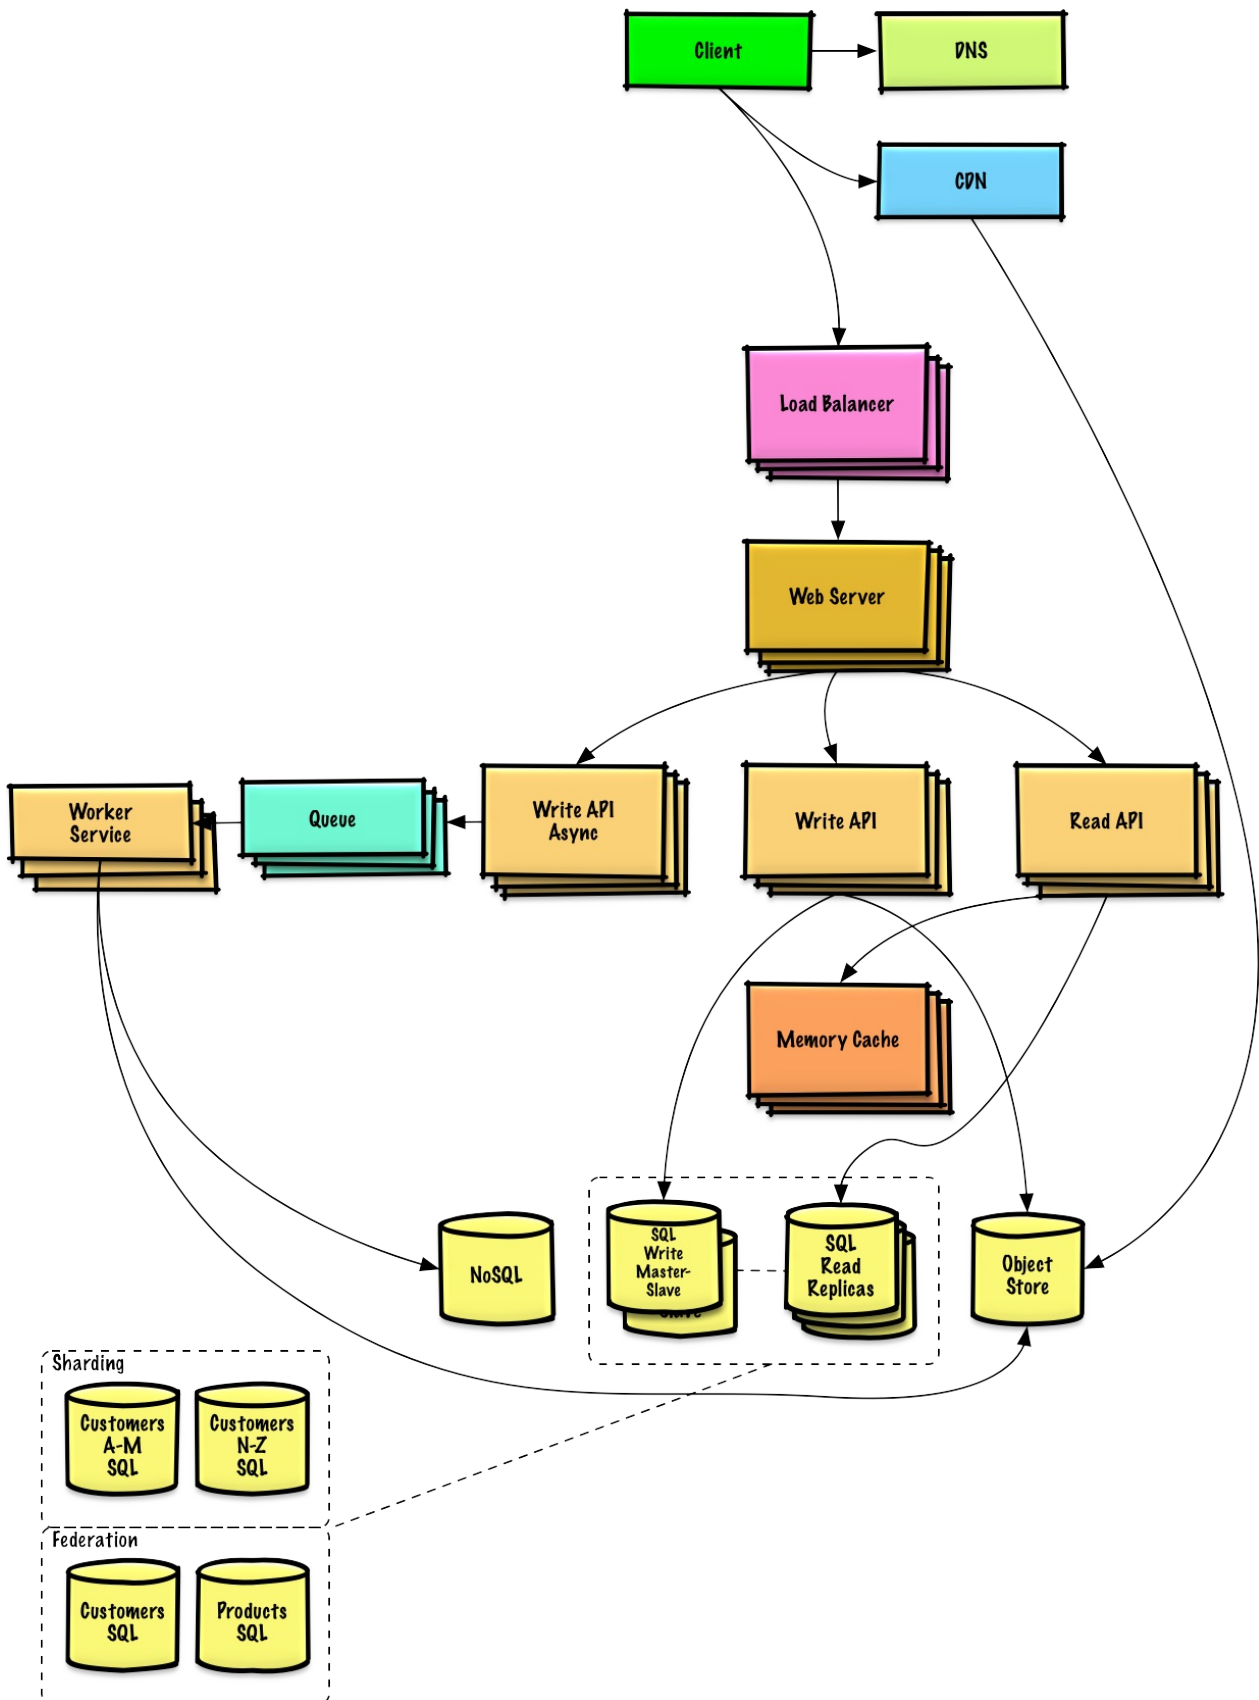 Client
DNS
CDN
Load Balancer
Web Server
Worker
Service
Queue
Write API
Async
Write API
Read API
Memory Cache
NoSQL
SQL
Write
Master-
Slave
Slave
SQL
Read
Replicas
Object
Store
Sharding
Customers
A-M
SQL
Customers
N-Z
SQL
Federation
Customers
SQL
Products
SQL